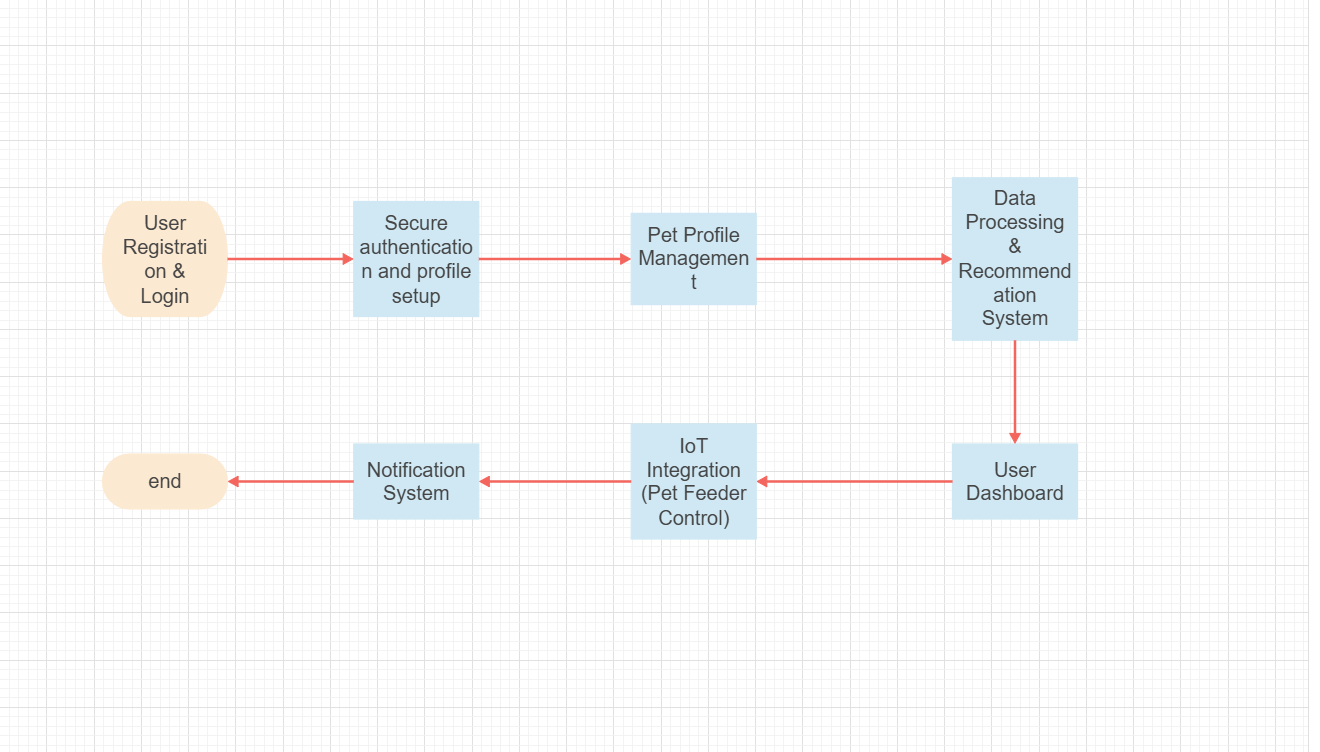 User
Registrati
on &
Login
Secure
authenticatio
n and profile
setup
Pet Profile
Managemen
t
Data
Processing
&
Recommend
ation
System
User
Dashboard
IoT
Integration
(Pet Feeder
Control)
Notification
System
end